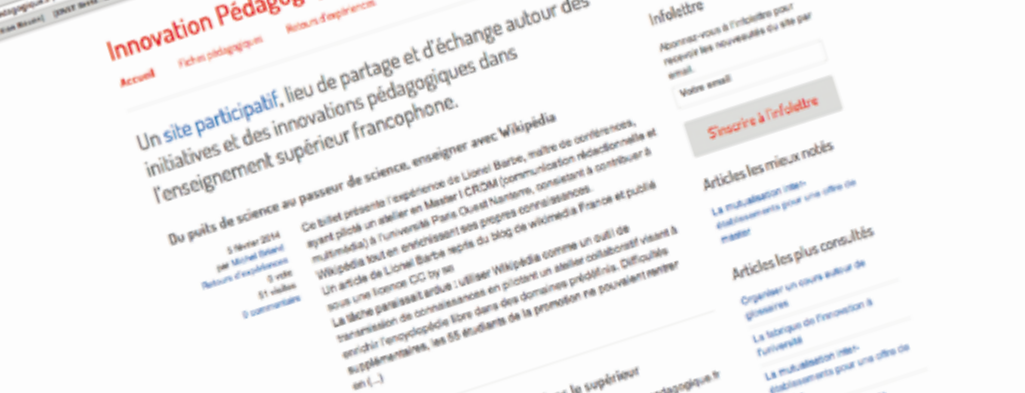 Innovation Pédagog
Accueil Fiches pédagogiques Retours d'expériences
Un site participatif, lieu de partage et d'échange autour des
initiatives et des innovations pédagogiques dans
l'enseignement supérieur francophone.
Du puits de science au passeur de science, enseigner avec Wikipédia
5 février 2014
par Michel Briand
Retours d'expériences
0 vote
51 visites
0 commentaire
Ce billet présente l'expérience de Lionel Barbe, maître de conférences,
ayant piloté un atelier en Master I CRDM (communication rédactionnelle et
multimédia) à l'université Paris Ouest Nanterre, consistant à contribuer à
Wikipédia tout en enrichissant ses propres connaissances.
Un article de Lionel Barbe repris du blog de wikimedia France et publié
sous une licence CC by sa
La tâche paraissait ardue : utiliser Wikipédia comme un outil de
transmission de connaissances en pilotant un atelier collaboratif visant à
enrichir l'encyclopédie libre dans des domaines prédéfinis. Difficultés
supplémentaires, les 55 étudiants de la promotion ne pouvaient rentrer
en (...)
le supérieur
pédagogique.fr
Infolettre
Abonnez-vous à l'infolettre pour
recevoir les nouveautés du site par
email.
Votre email
S'inscrire à l'infolettre
Articles les mieux notés
La mutualisation inter-
établissements pour une offre de
master
Articles les plus consultés
Organiser un cours autour de
glossaires
La fabrique de l'innovation à
l'université
La mutualisation inter-
établissements pour une offre de